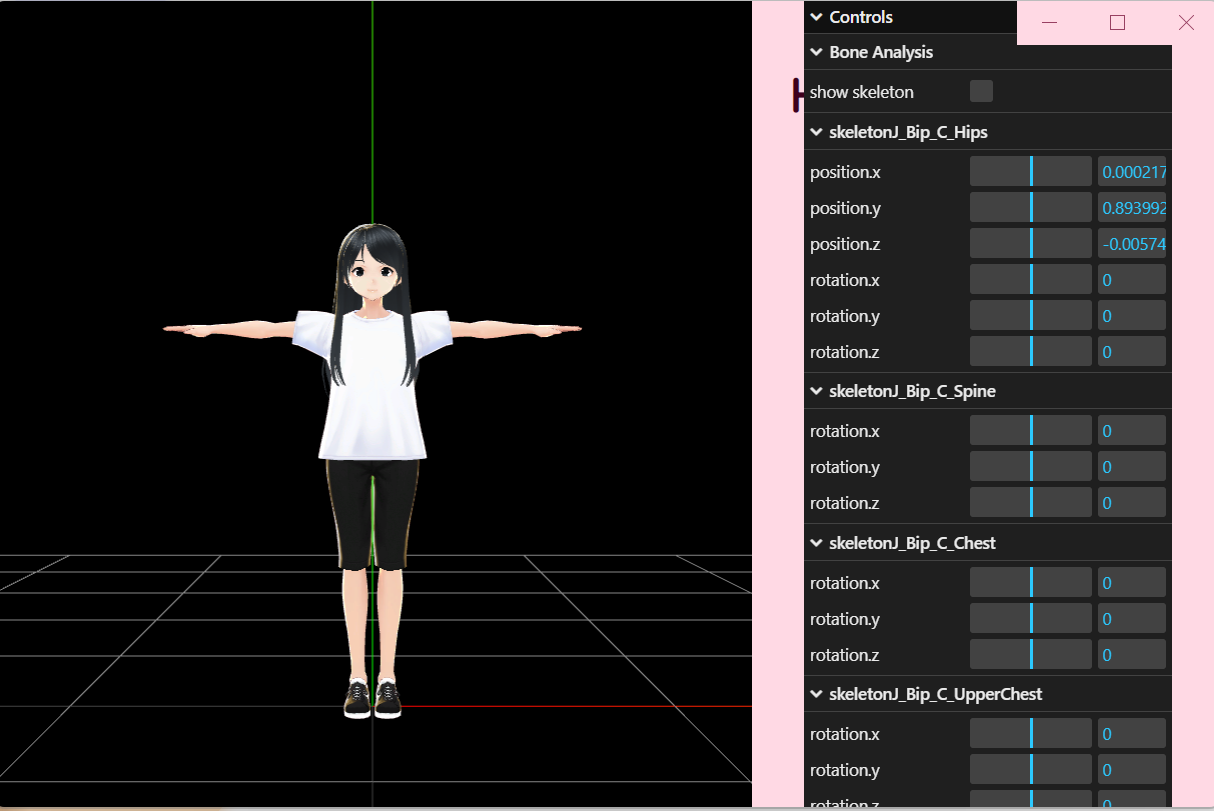 Controls
Bone Analysis
show skeleton
skeletonJ_Bip_C_Hips
position.x 0.000217
position.y 0.893992
position.z -0.00574
rotation.x 0
rotation.y 0
rotation.z 0
skeletonJ_Bip_C_Spine
rotation.x 0
rotation.y 0
rotation.z 0
skeletonJ_Bip_C_Chest
rotation.x 0
rotation.y 0
rotation.z 0
skeletonJ_Bip_C_UpperChest
rotation.x 0
rotation.y 0
rotation.z 0